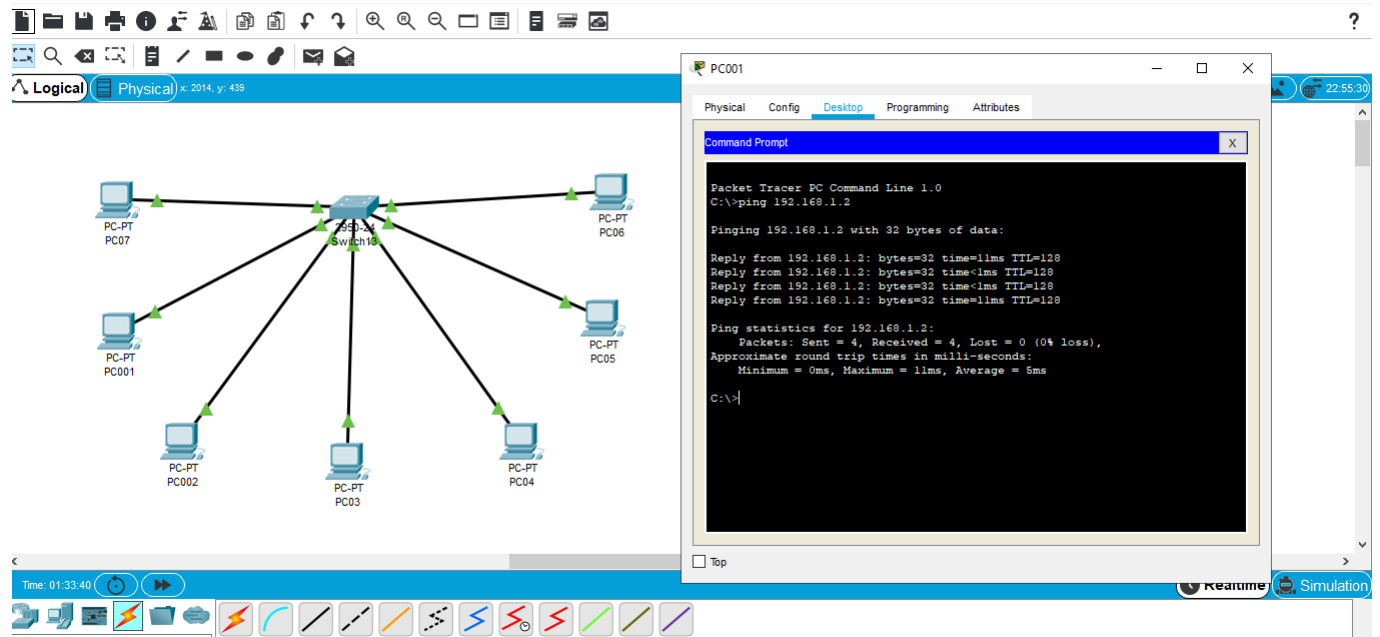 ?
Logical
Physical
x: 2014, y: 439
22:55:30
PC-PT
PC07
2950-24
Switch13
PC-PT
PC06
PC-PT
PC001
PC-PT
PC05
PC-PT
PC002
PC-PT
PC03
PC-PT
PC04
PC001
Physical Config Desktop Programming Attributes
Command Prompt
X
Packet Tracer PC Command Line 1.0
C:\>ping 192.168.1.2
Pinging 192.168.1.2 with 32 bytes of data:
Reply from 192.168.1.2: bytes=32 time=11ms TTL=128
Reply from 192.168.1.2: bytes=32 time<1ms TTL=128
Reply from 192.168.1.2: bytes=32 time<1ms TTL=128
Reply from 192.168.1.2: bytes=32 time=11ms TTL=128
Ping statistics for 192.168.1.2:
Packets: Sent = 4, Received = 4, Lost = 0 (0% loss),
Approximate round trip times in milli-seconds:
Minimum = 0ms, Maximum = 11ms, Average = 5ms
C:\>
Top
Time: 01:33:40
Realtime
Simulation